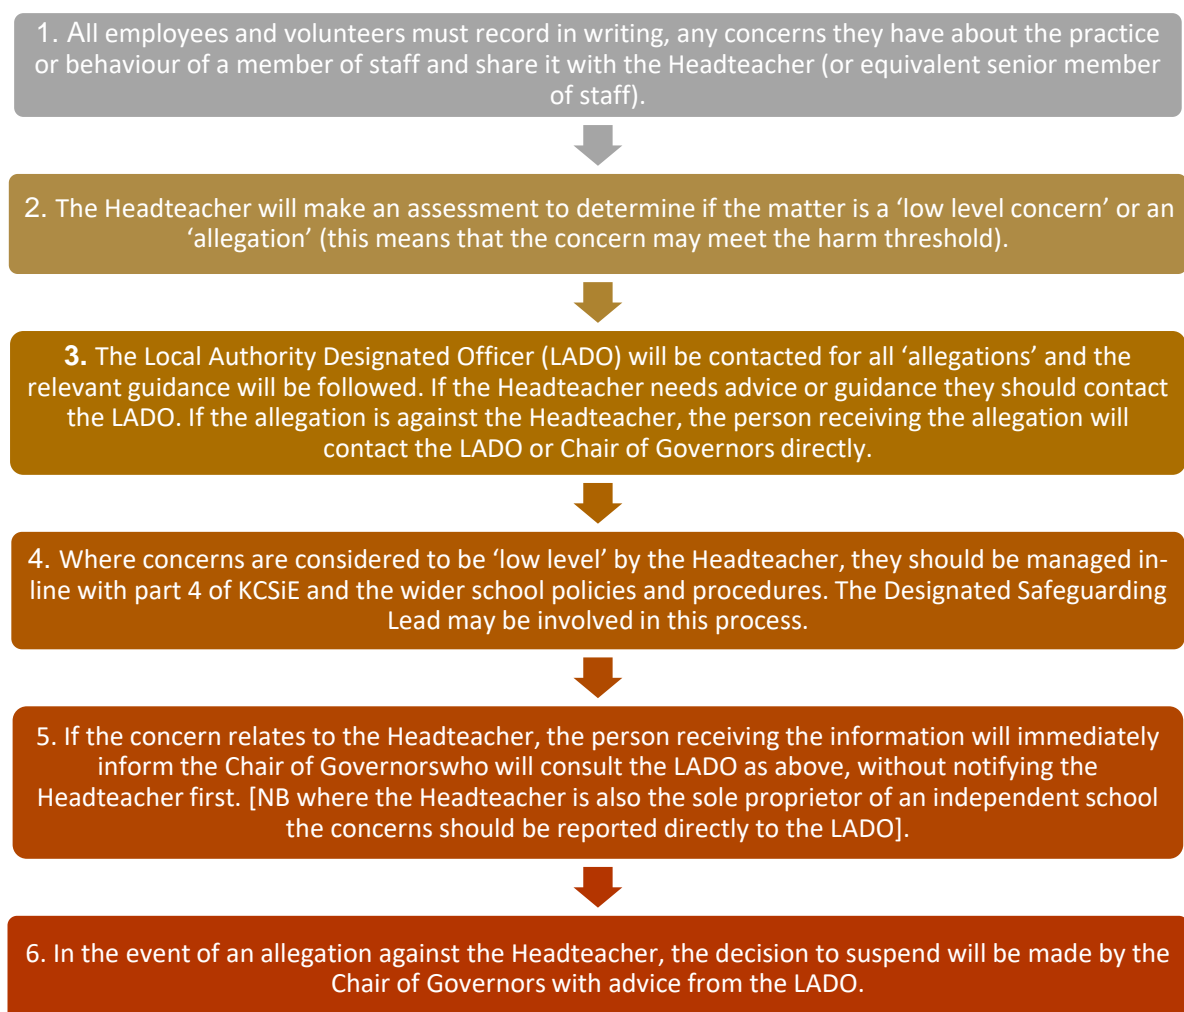 1. All employees and volunteers must record in writing, any concerns they have about the practice
or behaviour of a member of staff and share it with the Headteacher (or equivalent senior member
of staff).
2. The Headteacher will make an assessment to determine if the matter is a ‘low level concern’ or an
‘allegation’ (this means that the concern may meet the harm threshold).
3. The Local Authority Designated Officer (LADO) will be contacted for all ‘allegations’ and the
relevant guidance will be followed. If the Headteacher needs advice or guidance they should contact
the LADO. If the allegation is against the Headteacher, the person receiving the allegation will
contact the LADO or Chair of Governors directly.
4. Where concerns are considered to be ‘low level’ by the Headteacher, they should be managed in-
line with part 4 of KCSiE and the wider school policies and procedures. The Designated Safeguarding
Lead may be involved in this process.
5. If the concern relates to the Headteacher, the person receiving the information will immediately
inform the Chair of Governorswho will consult the LADO as above, without notifying the
Headteacher first. [NB where the Headteacher is also the sole proprietor of an independent school
the concerns should be reported directly to the LADO].
6. In the event of an allegation against the Headteacher, the decision to suspend will be made by the
Chair of Governors with advice from the LADO.